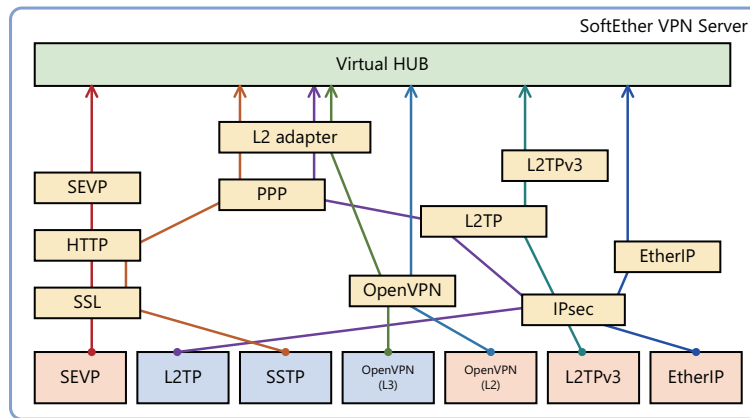 SoftEther VPN Server
Virtual HUB
L2 adapter
L2TPv3
SEVP
PPP
L2TP
HTTP
EtherIP
OpenVPN
SSL
IPsec
SEVP
L2TP
SSTP
OpenVPN
(L3)
OpenVPN
(L2)
L2TPv3
EtherIP